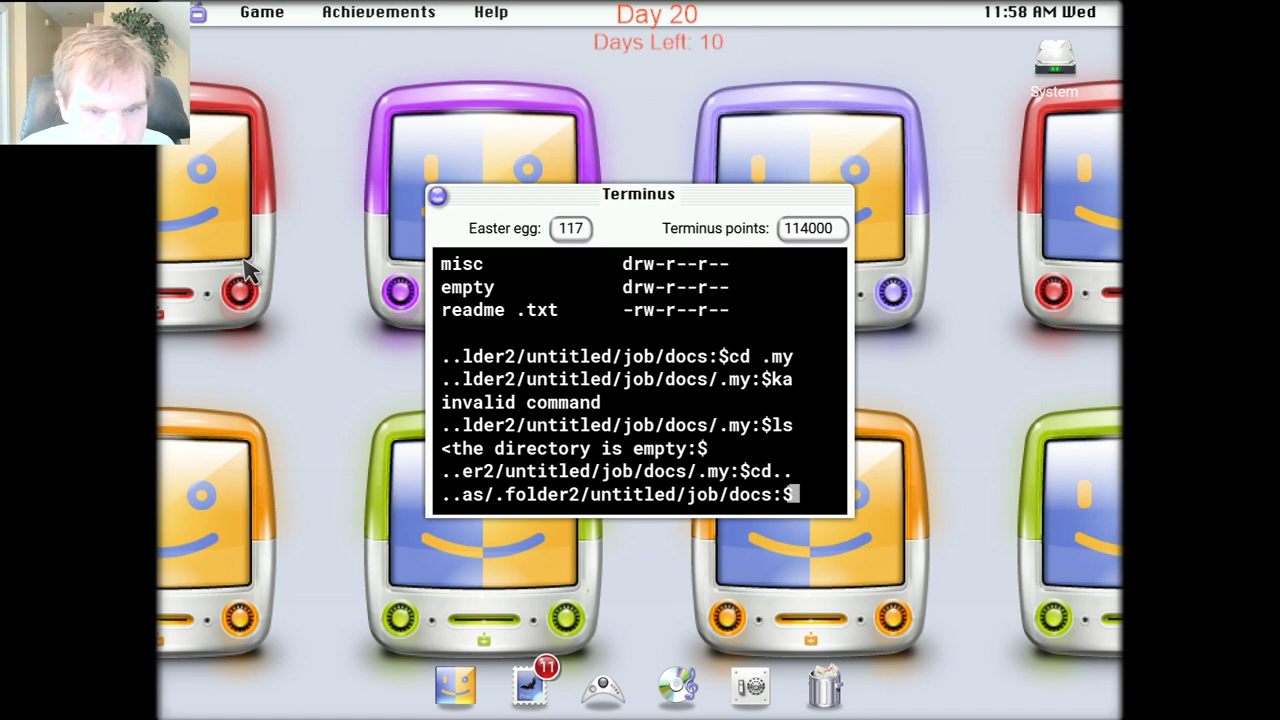 Game Achievements Help Day 20 11:58 AM Wed
Days Left: 10
System
Terminus
Easter egg: 117 Terminus points: 114000
misc drw-r--r--
empty drw-r--r--
readme .txt -rw-r--r--
..lder2/untitled/job/docs:$cd .my
..lder2/untitled/job/docs/.my:$ka
invalid command
..lder2/untitled/job/docs/.my:$ls
<the directory is empty:$
..er2/untitled/job/docs/.my:$cd..
..as/.folder2/untitled/job/docs:$
11